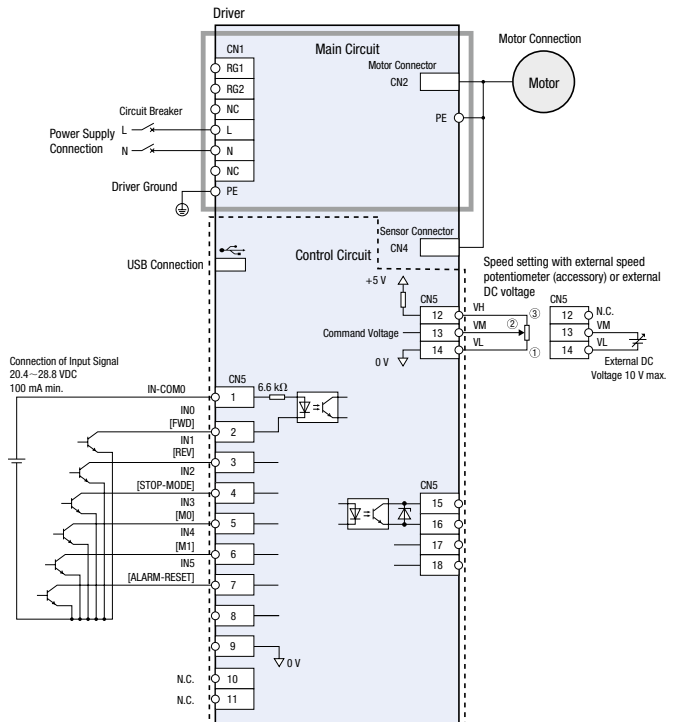 Driver
Main Circuit
CN1
RG1
RG2
NC
L
N
NC
PE
Circuit Breaker
Power Supply
Connection
L
N
Driver Ground
Motor Connector
CN2
PE
Motor Connection
Motor
USB Connection
Control Circuit
Sensor Connector
CN4
+5 V
Command Voltage
0 V
CN5
12
13
14
VH
VM
VL
③
②
①
Speed setting with external speed
potentiometer (accessory) or external
DC voltage
CN5
12
13
14
N.C.
VM
VL
External DC
Voltage 10 V max.
Connection of Input Signal
20.4～28.8 VDC
100 mA min.
CN5
IN-COM0
1
6.6 kΩ
IN0
[FWD]
2
IN1
[REV]
3
IN2
[STOP-MODE]
4
IN3
[M0]
5
IN4
[M1]
6
IN5
[ALARM-RESET]
7
8
9
0 V
N.C.
10
N.C.
11
CN5
15
16
17
18